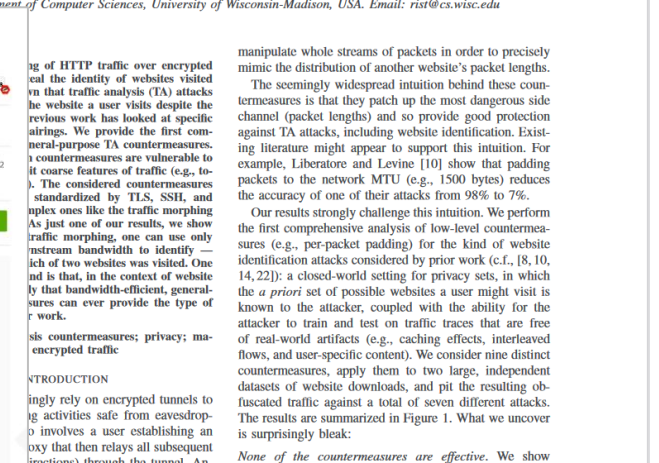 ment of Computer Sciences, University of Wisconsin-Madison, USA. Email: rist@cs.wisc.edu
ng of HTTP traffic over encrypted
eal the identity of websites visited
wn that traffic analysis (TA) attacks
he website a user visits despite the
revious work has looked at specific
airings. We provide the first com-
neral-purpose TA countermeasures.
n countermeasures are vulnerable to
it coarse features of traffic (e.g., to-
). The considered countermeasures
standardized by TLS, SSH, and
mplex ones like the traffic morphing
As just one of our results, we show
traffic morphing, one can use only
nstream bandwidth to identify —
ich of two websites was visited. One
nd is that, in the context of website
ly that bandwidth-efficient, general-
sures can ever provide the type of
r work.
sis countermeasures; privacy; ma-
encrypted traffic
NTRODUCTION
ingly rely on encrypted tunnels to
ng activities safe from eavesdrop-
o involves a user establishing an
oxy that then relays all subsequent
irections) through the tunnel. An-
manipulate whole streams of packets in order to precisely
mimic the distribution of another website's packet lengths.
The seemingly widespread intuition behind these coun-
termeasures is that they patch up the most dangerous side
channel (packet lengths) and so provide good protection
against TA attacks, including website identification. Exist-
ing literature might appear to support this intuition. For
example, Liberatore and Levine [10] show that padding
packets to the network MTU (e.g., 1500 bytes) reduces
the accuracy of one of their attacks from 98% to 7%.
Our results strongly challenge this intuition. We perform
the first comprehensive analysis of low-level countermea-
sures (e.g., per-packet padding) for the kind of website
identification attacks considered by prior work (c.f., [8, 10,
14, 22]): a closed-world setting for privacy sets, in which
the a priori set of possible websites a user might visit is
known to the attacker, coupled with the ability for the
attacker to train and test on traffic traces that are free
of real-world artifacts (e.g., caching effects, interleaved
flows, and user-specific content). We consider nine distinct
countermeasures, apply them to two large, independent
datasets of website downloads, and pit the resulting ob-
fuscated traffic against a total of seven different attacks.
The results are summarized in Figure 1. What we uncover
is surprisingly bleak:
None of the countermeasures are effective. We show
2